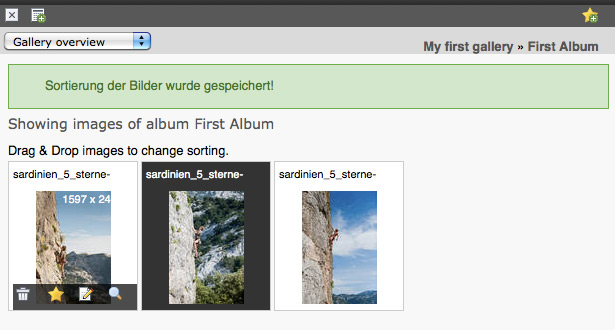 Gallery overview
My first gallery » First Album
Sortierung der Bilder wurde gespeichert!
Showing images of album First Album
Drag & Drop images to change sorting.
sardinien_5_sterne-
sardinien_5_sterne-
sardinien_5_sterne-
1597 x 24